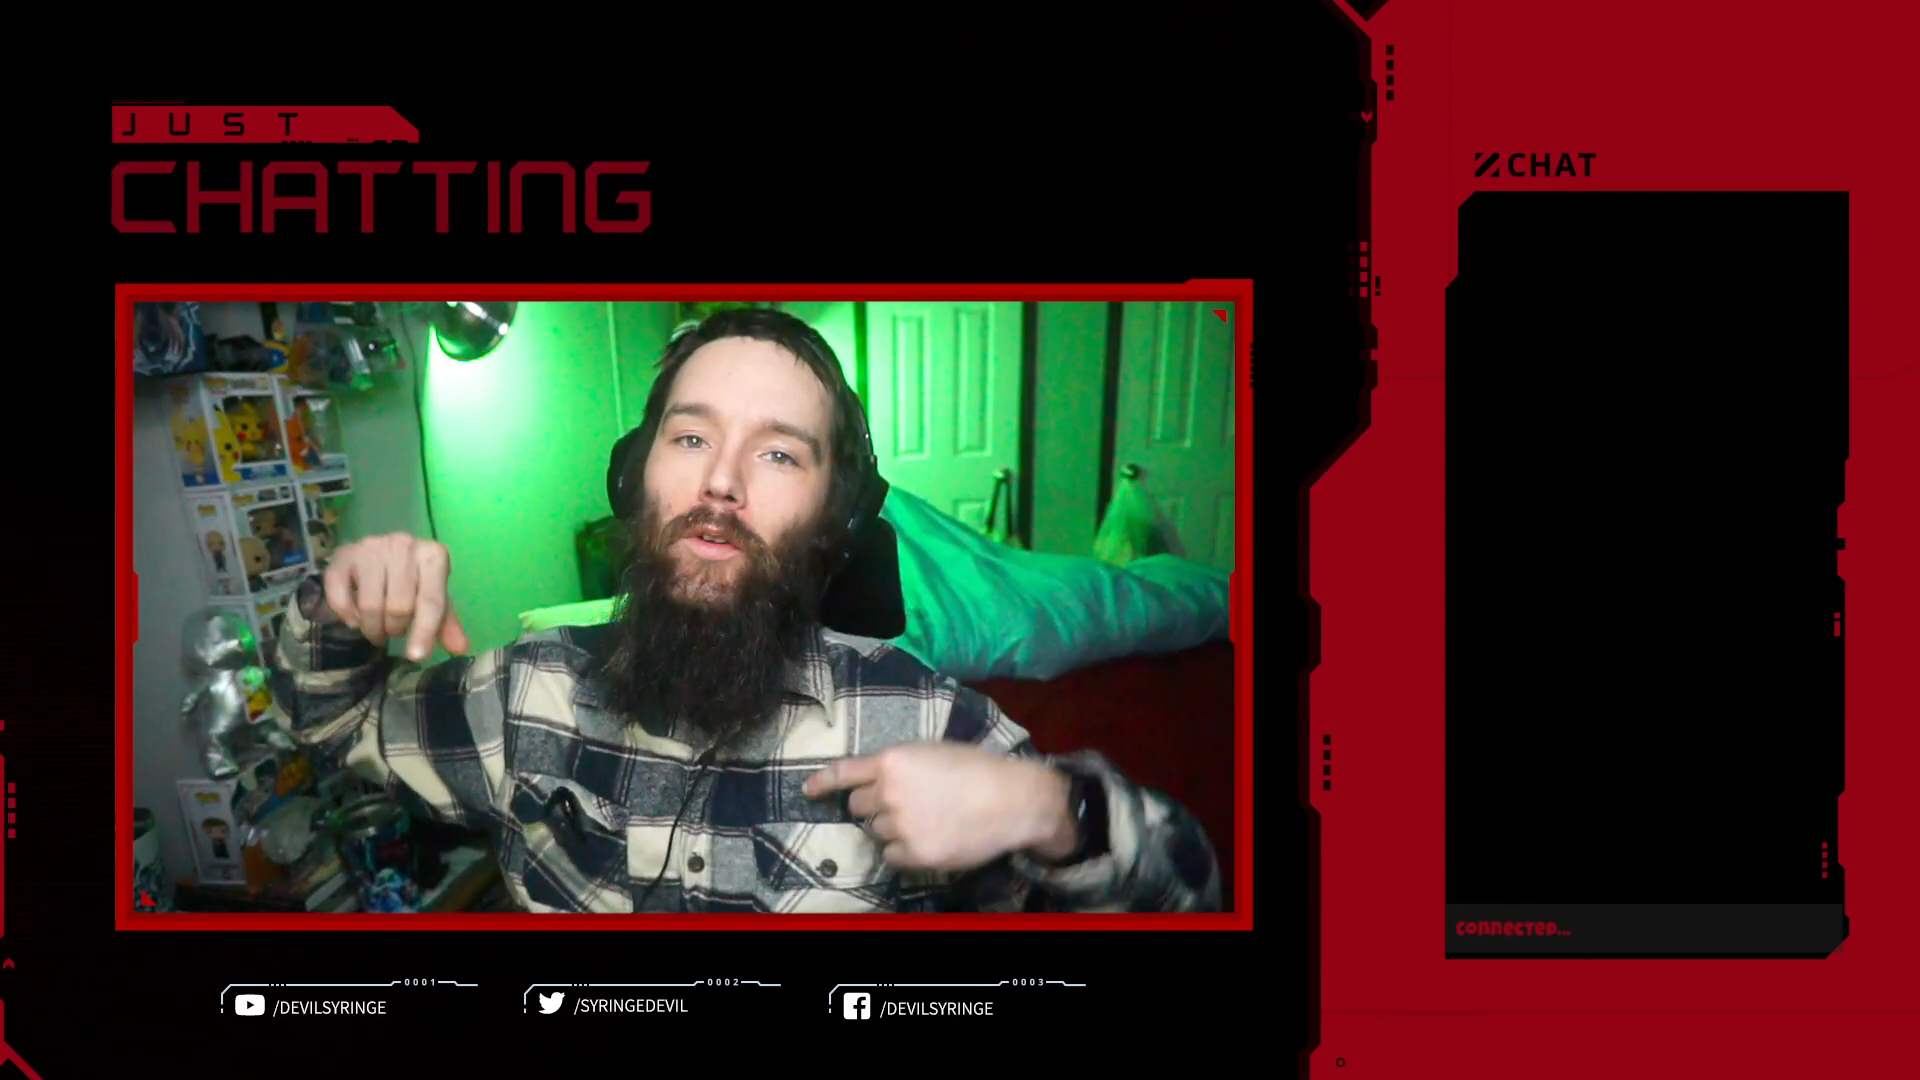 JUST
CHATTING
CHAT
connected...
0001
/DEVILSYRINGE
0002
/SYRINGEDEVIL
0003
/DEVILSYRINGE